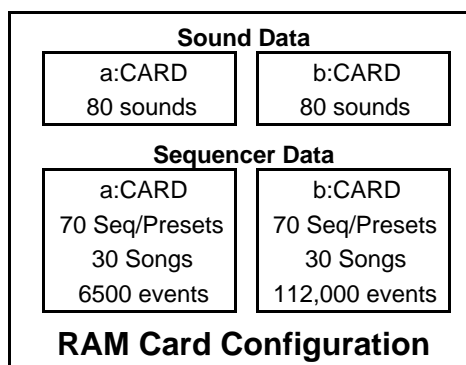 Sound Data
a:CARD
80 sounds
b:CARD
80 sounds
Sequencer Data
a:CARD
70 Seq/Presets
30 Songs
6500 events
b:CARD
70 Seq/Presets
30 Songs
112,000 events
RAM Card Configuration